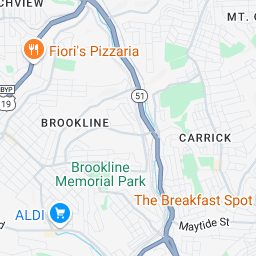 CHVIEW
MT. O
Fiori's Pizzaria
BYP
19
51
BROOKLINE
CARRICK
Brookline
Memorial Park
The Breakfast Spot
Maytide St
ALDI